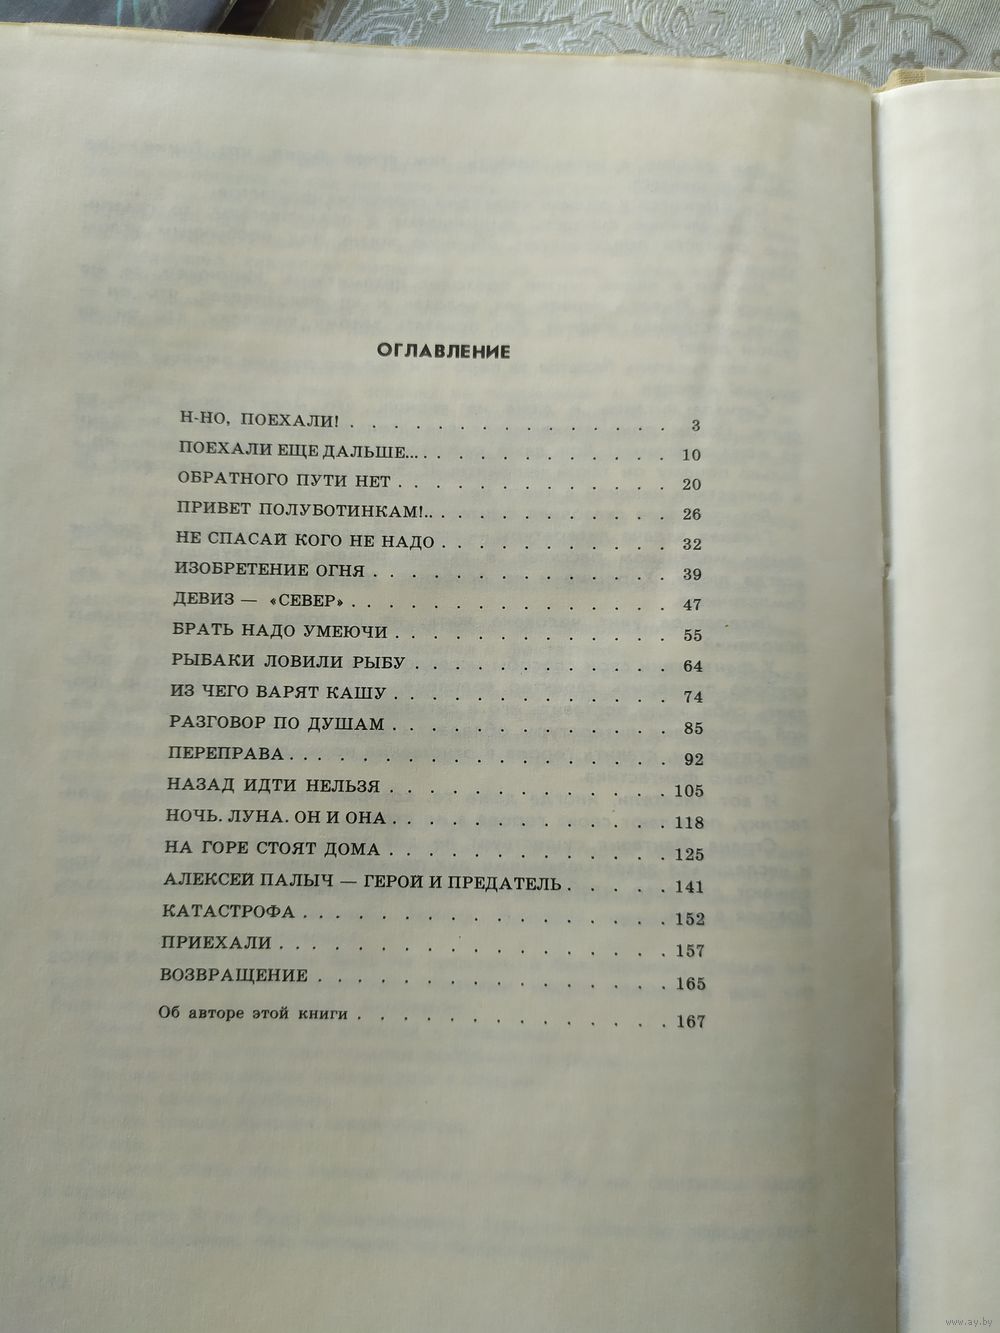 ОГЛАВЛЕНИЕ
Н-НО, ПОЕХАЛИ! . . . . . . . . . . . . . . . 3
ПОЕХАЛИ ЕЩЕ ДАЛЬШЕ... . . . . . . . . . . . . 10
ОБРАТНОГО ПУТИ НЕТ . . . . . . . . . . . . . 20
ПРИВЕТ ПОЛУБОТИНКАМ!.. . . . . . . . . . . . 26
НЕ СПАСАЙ КОГО НЕ НАДО . . . . . . . . . . . 32
ИЗОБРЕТЕНИЕ ОГНЯ . . . . . . . . . . . . . . 39
ДЕВИЗ — «СЕВЕР» . . . . . . . . . . . . . . . 47
БРАТЬ НАДО УМЕЮЧИ . . . . . . . . . . . . . 55
РЫБАКИ ЛОВИЛИ РЫБУ . . . . . . . . . . . . 64
ИЗ ЧЕГО ВАРЯТ КАШУ . . . . . . . . . . . . . 74
РАЗГОВОР ПО ДУШАМ . . . . . . . . . . . . . 85
ПЕРЕПРАВА . . . . . . . . . . . . . . . . . . 92
НАЗАД ИДТИ НЕЛЬЗЯ . . . . . . . . . . . . . 105
НОЧЬ. ЛУНА. ОН И ОНА . . . . . . . . . . . . . 118
НА ГОРЕ СТОЯТ ДОМА . . . . . . . . . . . . . 125
АЛЕКСЕЙ ПАЛЫЧ — ГЕРОЙ И ПРЕДАТЕЛЬ . . . . . 141
КАТАСТРОФА . . . . . . . . . . . . . . . . . 152
ПРИЕХАЛИ . . . . . . . . . . . . . . . . . . 157
ВОЗВРАЩЕНИЕ . . . . . . . . . . . . . . . . 165
Об авторе этой книги . . . . . . . . . . . . . . 167
www.ay.by